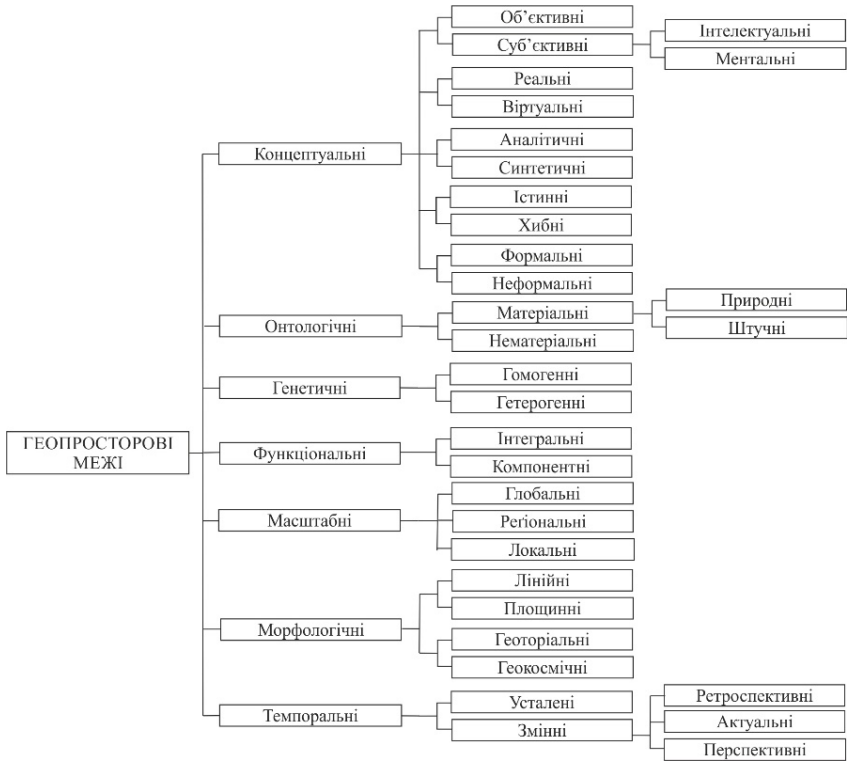 Об’єктивні
Суб’єктивні
Інтелектуальні
Ментальні
Реальні
Віртуальні
Концептуальні
Аналітичні
Синтетичні
Істинні
Хибні
Формальні
Неформальні
Онтологічні
Матеріальні
Нематеріальні
Природні
Штучні
Генетичні
Гомогенні
Гетерогенні
ГЕОПРОСТОРОВІ
МЕЖІ
Функціональні
Інтегральні
Компонентні
Масштабні
Глобальні
Реґіональні
Локальні
Морфологічні
Лінійні
Площинні
Геоторіальні
Геокосмічні
Темпоральні
Усталені
Змінні
Ретроспективні
Актуальні
Перспективні